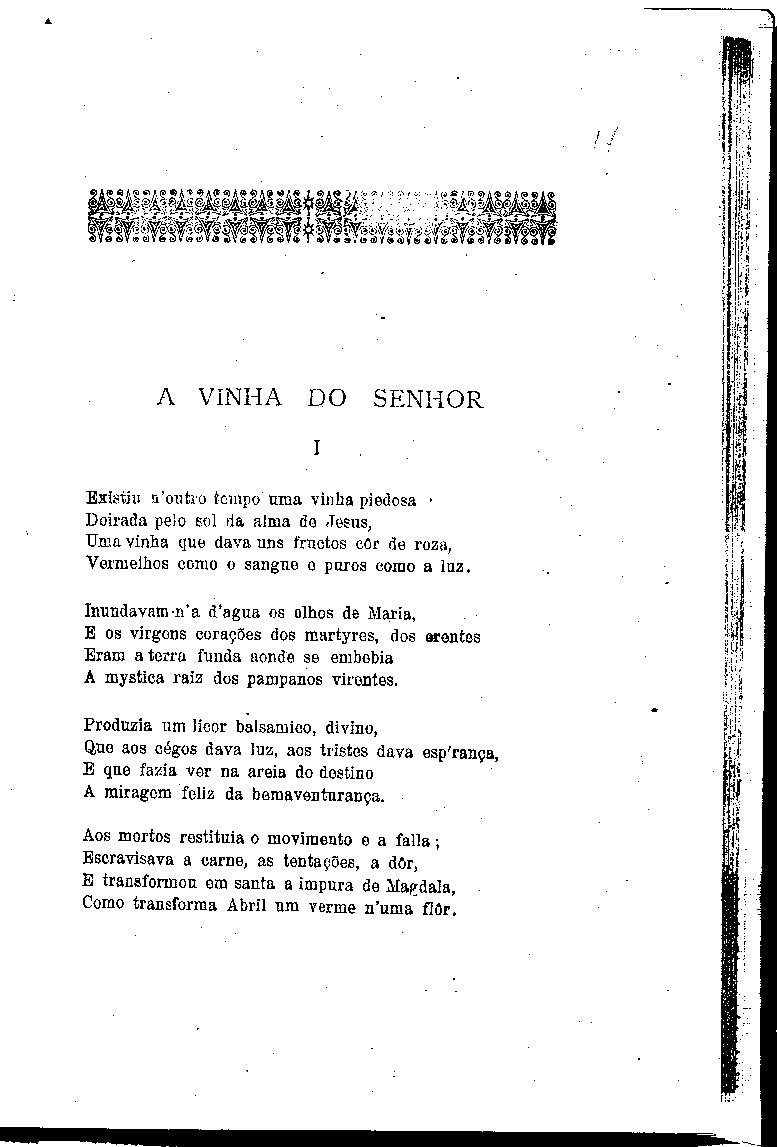 A VINHA DO SENHOR
I
Existiu n'outro tempo uma vinha piedosa
Doirada pelo sol da alma de Jesus,
Uma vinha que dava uns fructos côr de roza,
Vermelhos como o sangue e puros como a luz.
Inundavam-n'a d'agua os olhos de Maria,
E os virgens corações dos martyres, dos crentes
Eram a terra funda aonde se embebia
A mystica raiz dos pampanos virentes.
Produzia um licor balsamico, divino,
Que aos cégos dava luz, aos tristes dava esp'rança,
E que fazia ver na areia do destino
A miragem feliz da bemaventurança.
Aos mortos restituia o movimento e a falla;
Escravisava a carne, as tentações, a dôr,
E transformou em santa a impura de Magdala,
Como transforma Abril um verme n'uma flôr.